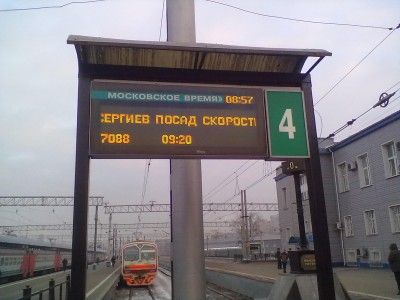 МОСКОВСКОЕ ВРЕМЯ» 08:57
СЕРГИЕВ ПОСАД СКОРОСТ
7088 09:20
4